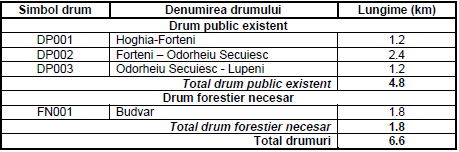 Simbol drum Denumirea drumului Lungime (km)
Drum public existent
DP001 Hoghia-Forteni 1.2
DP002 Forteni – Odorheiu Secuiesc 2.4
DP003 Odorheiu Secuiesc - Lupeni 1.2
Total drum public existent 4.8
Drum forestier necesar
FN001 Budvar 1.8
Total drum forestier necesar 1.8
Total drumuri 6.6